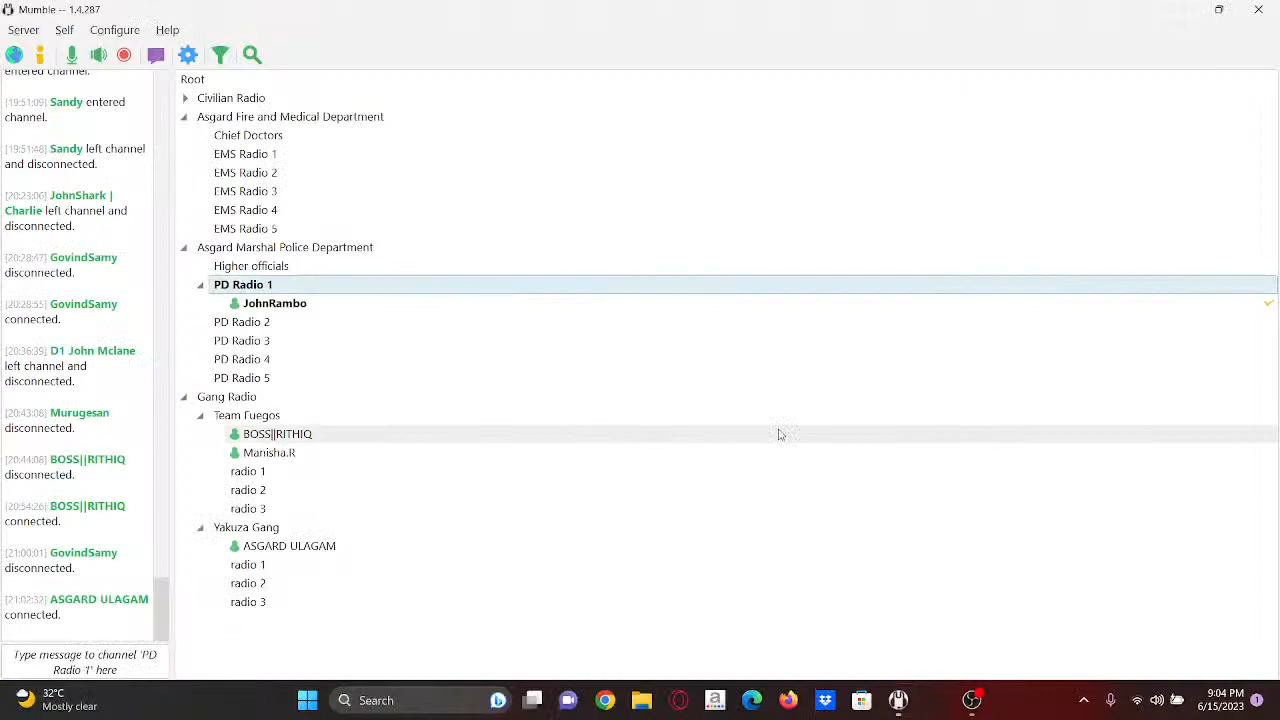 Mumble -- 1.4.287
Server Self Configure Help
entered channel.
[19:51:09] Sandy entered
channel.
[19:51:48] Sandy left channel
and disconnected.
[20:23:06] JohnShark |
Charlie left channel and
disconnected.
[20:28:47] GovindSamy
disconnected.
[20:28:55] GovindSamy
connected.
[20:36:39] D1 John Mclane
left channel and
disconnected.
[20:43:08] Murugesan
disconnected.
[20:44:08] BOSS||RITHIQ
disconnected.
[20:54:26] BOSS||RITHIQ
connected.
[21:00:01] GovindSamy
disconnected.
[21:02:32] ASGARD ULAGAM
connected.
Type message to channel 'PD
Radio 1' here
Root
Civilian Radio
Asgard Fire and Medical Department
Chief Doctors
EMS Radio 1
EMS Radio 2
EMS Radio 3
EMS Radio 4
EMS Radio 5
Asgard Marshal Police Department
Higher officials
PD Radio 1
JohnRambo
PD Radio 2
PD Radio 3
PD Radio 4
PD Radio 5
Gang Radio
Team Fuegos
BOSS||RITHIQ
Manisha.R
radio 1
radio 2
radio 3
Yakuza Gang
ASGARD ULAGAM
radio 1
radio 2
radio 3
32°C
Mostly clear
Search
9:04 PM
6/15/2023
1